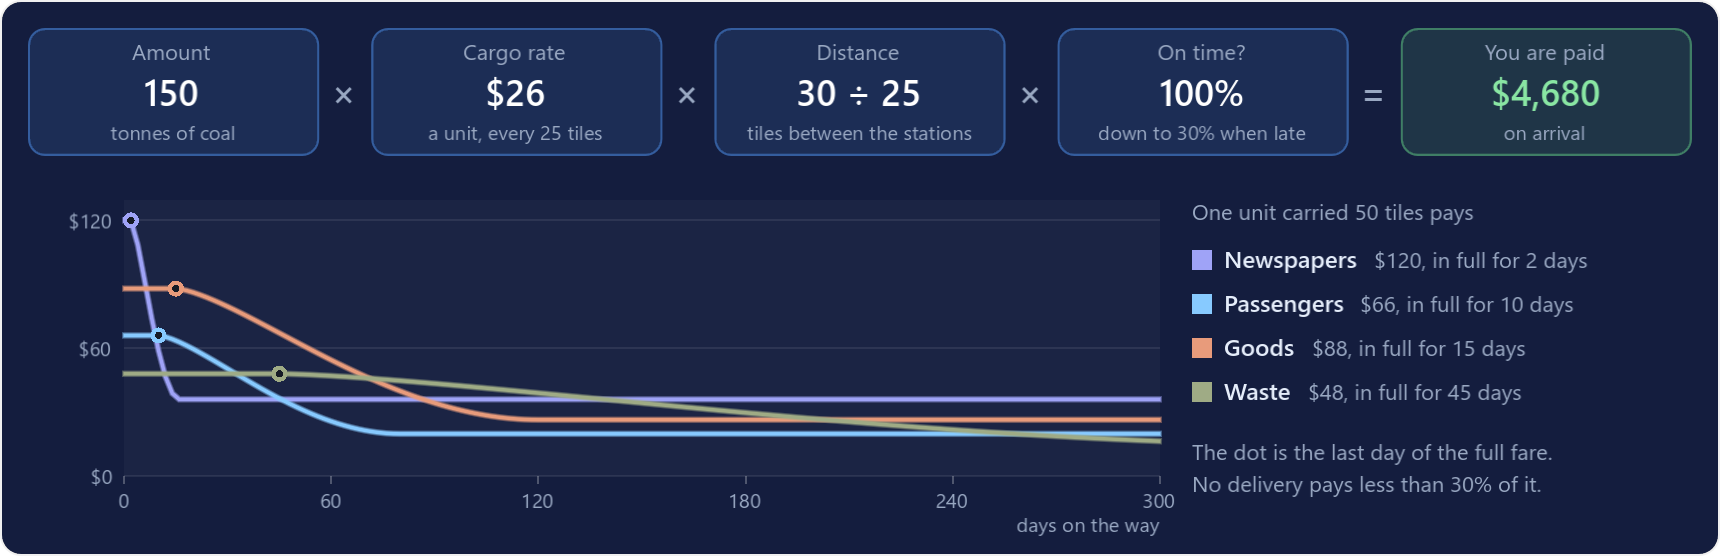 Amount
150
tonnes of coal
×
Cargo rate
$26
a unit, every 25 tiles
×
Distance
30 ÷ 25
tiles between the stations
×
On time?
100%
down to 30% when late
=
You are paid
$4,680
on arrival
$120
$60
$0
0
60
120
180
240
300
days on the way
One unit carried 50 tiles pays
Newspapers $120, in full for 2 days
Passengers $66, in full for 10 days
Goods $88, in full for 15 days
Waste $48, in full for 45 days
The dot is the last day of the full fare.
No delivery pays less than 30% of it.